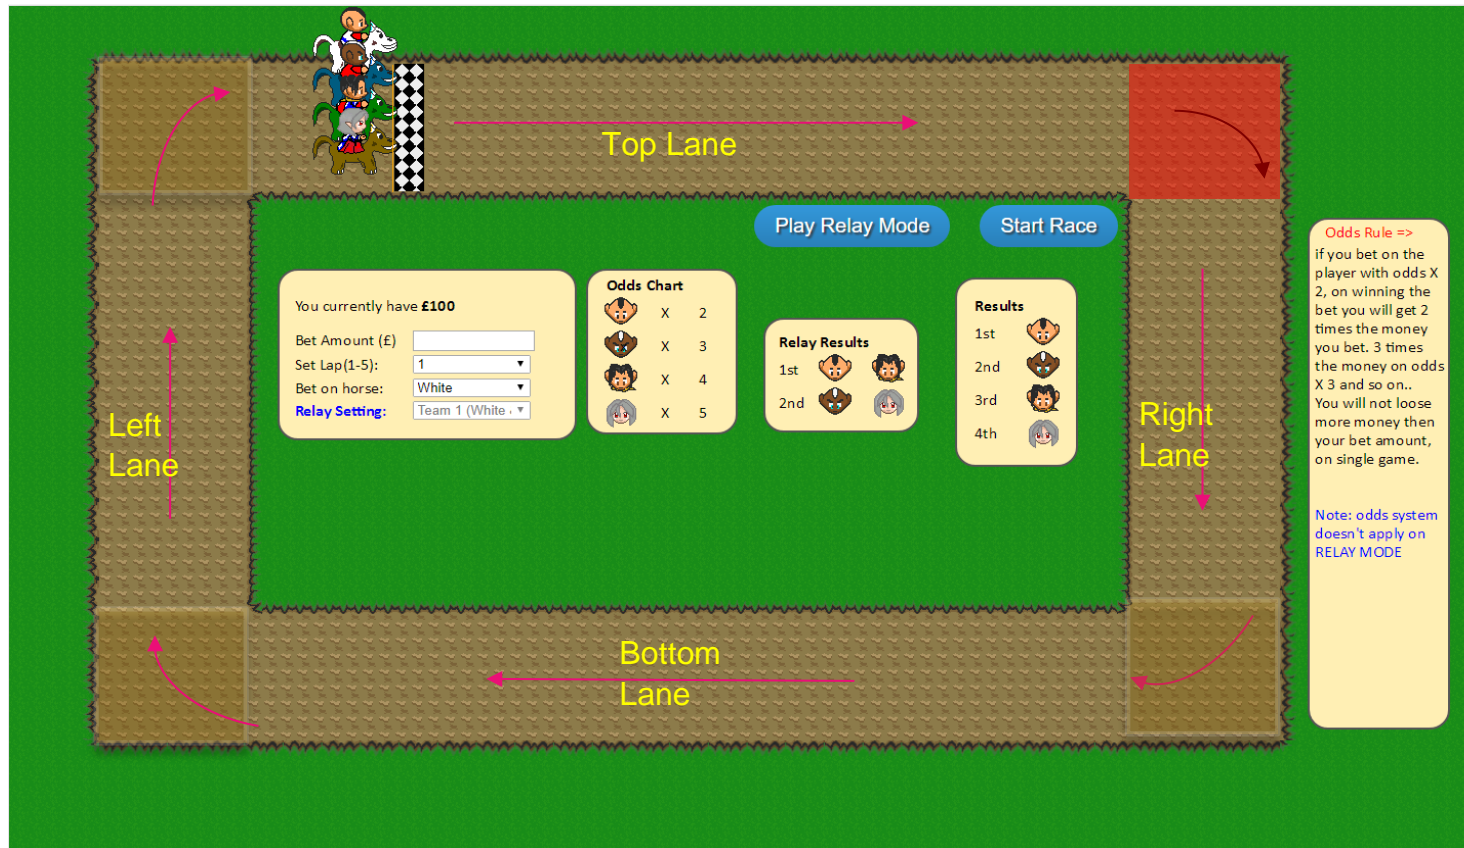 Top Lane
Play Relay Mode
Start Race
You currently have £100
Bet Amount (£)
Set Lap(1-5): 1
Bet on horse: White
Relay Setting: Team 1 (White
Odds Chart
X 2
X 3
X 4
X 5
Relay Results
1st
2nd
Results
1st
2nd
3rd
4th
Left
Lane
Right
Lane
Bottom
Lane
Odds Rule =>
if you bet on the
player with odds X
2, on winning the
bet you will get 2
times the money
you bet. 3 times
the money on odds
X 3 and so on..
You will not loose
more money then
your bet amount,
on single game.
Note: odds system
doesn't apply on
RELAY MODE